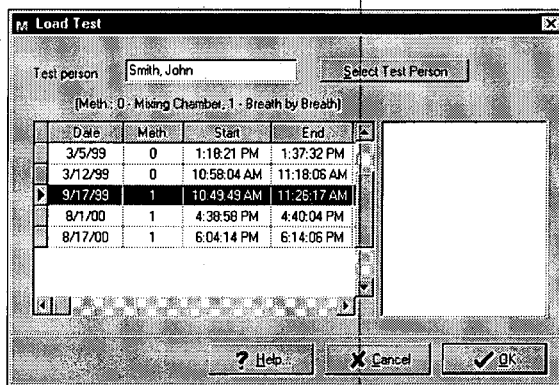 M Load Test
Test person Smith, John Select Test Person
(Meth.: 0 - Mixing Chamber, 1 - Breath by Breath)
Date Meth. Start End
3/5/99 0 1:18:21 PM 1:37:32 PM
3/12/99 0 10:58:04 AM 11:18:06 AM
9/17/99 1 10:49:49 AM 11:26:17 AM
8/1/00 1 4:38:58 PM 4:40:04 PM
8/17/00 1 6:04:14 PM 6:14:06 PM
? Help... Cancel OK